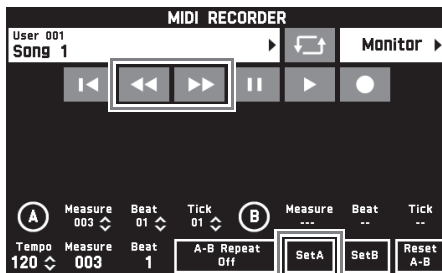 MIDI RECORDER
User 001
Song 1
Monitor
A Measure Beat Tick B Measure Beat Tick
003 01 01 --- -- --
Tempo Measure Beat A-B Repeat SetA SetB Reset
120 003 1 Off A-B